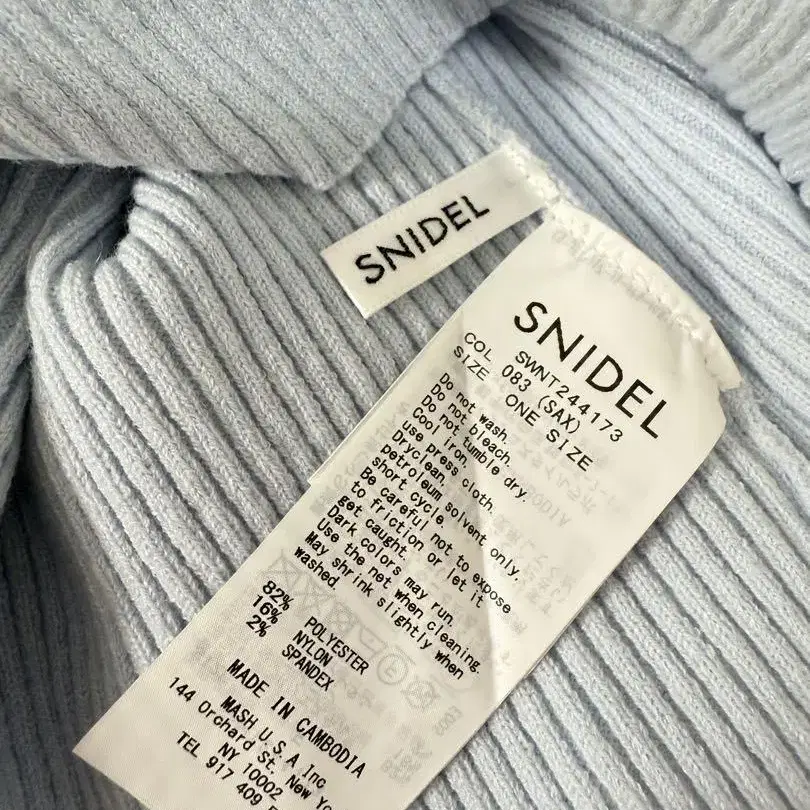 SNIDEL
SNIDEL
SWNT244173
COL 083 (SAX)
SIZE ONE SIZE
Do not wash.
Do not bleach.
Do not tumble dry.
Cool iron.
use press cloth.
Dryclean.
petroleum solvent only.
short cycle.
Be careful not to expose
to friction or let it
get caught.
Dark colors may run.
Use the net when cleaning.
May shrink slightly when
washed.
82% POLYESTER
16% NYLON
2% SPANDEX
MADE IN CAMBODIA
MASH U.S.A Inc
144 Orchard St. New
NY 10002
TEL 917 409